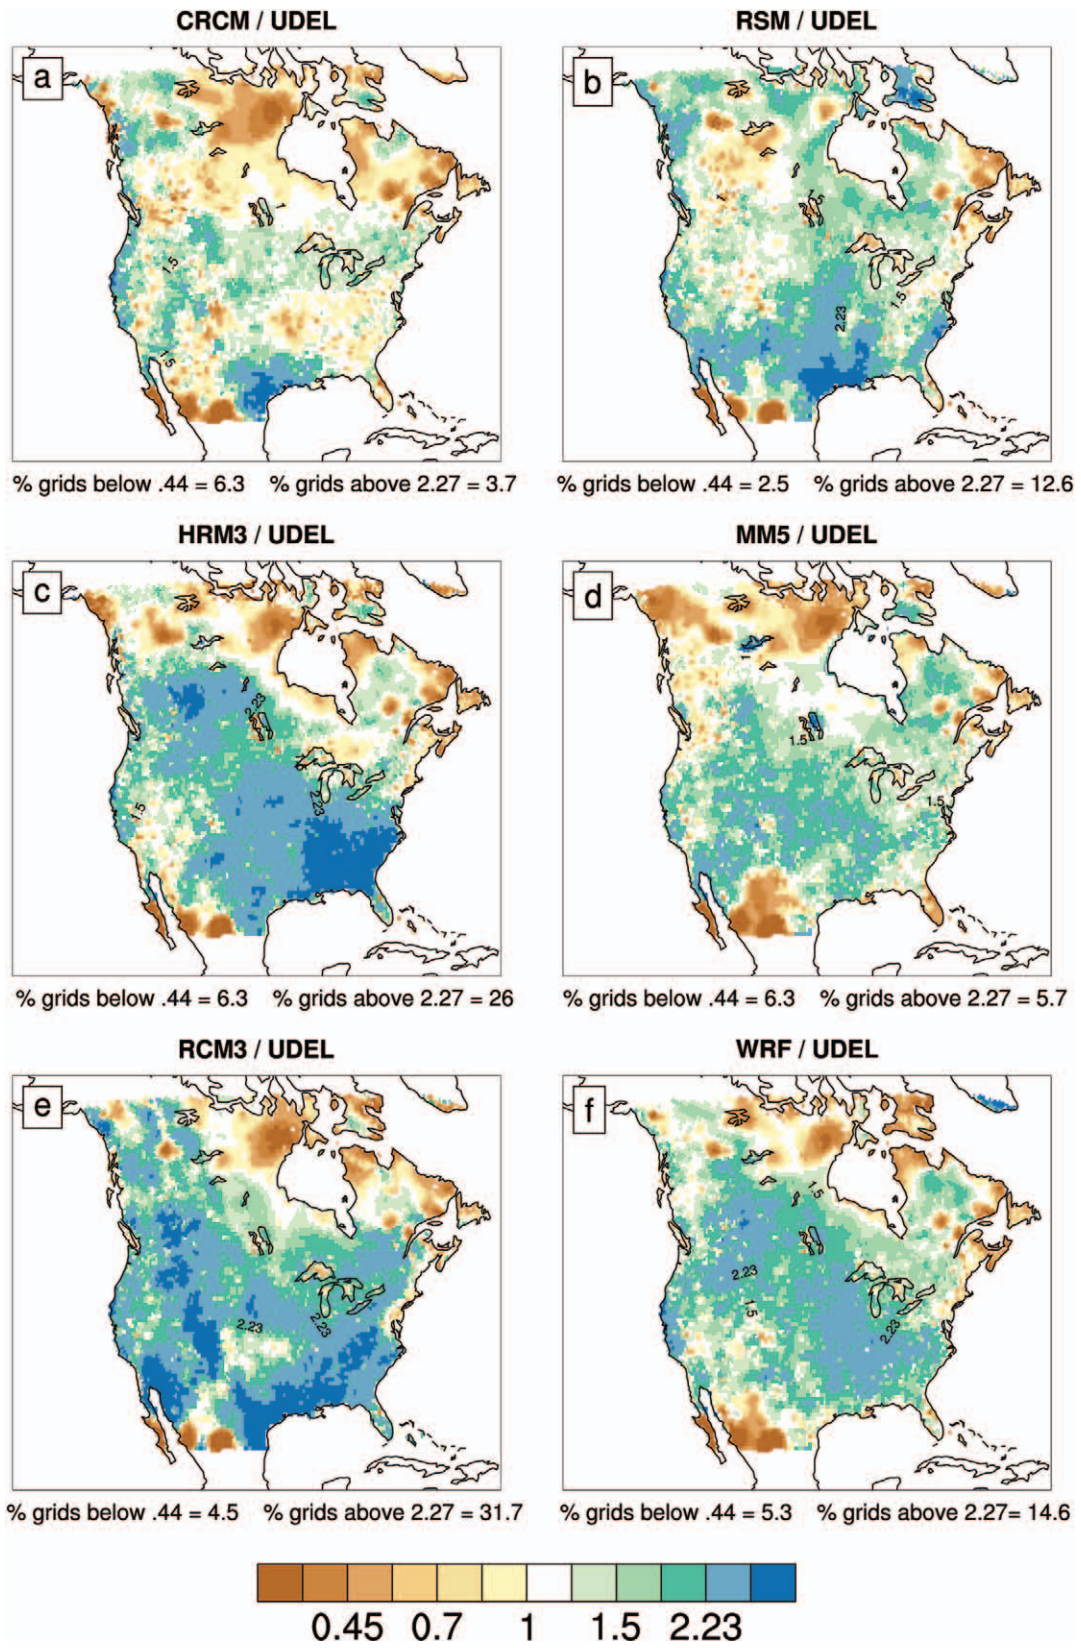 CRCM / UDEL
RSM / UDEL
a
b
1
1.5
1.5
1
1.5
1.5
2.23
% grids below .44 = 6.3 % grids above 2.27 = 3.7
% grids below .44 = 2.5 % grids above 2.27 = 12.6
HRM3 / UDEL
MM5 / UDEL
c
d
2.23
2.23
1.5
1.5
1.5
% grids below .44 = 6.3 % grids above 2.27 = 26
% grids below .44 = 6.3 % grids above 2.27 = 5.7
RCM3 / UDEL
WRF / UDEL
e
f
2.23
2.23
1.5
2.23
1.5
2.23
% grids below .44 = 4.5 % grids above 2.27 = 31.7
% grids below .44 = 5.3 % grids above 2.27= 14.6
0.45 0.7 1 1.5 2.23